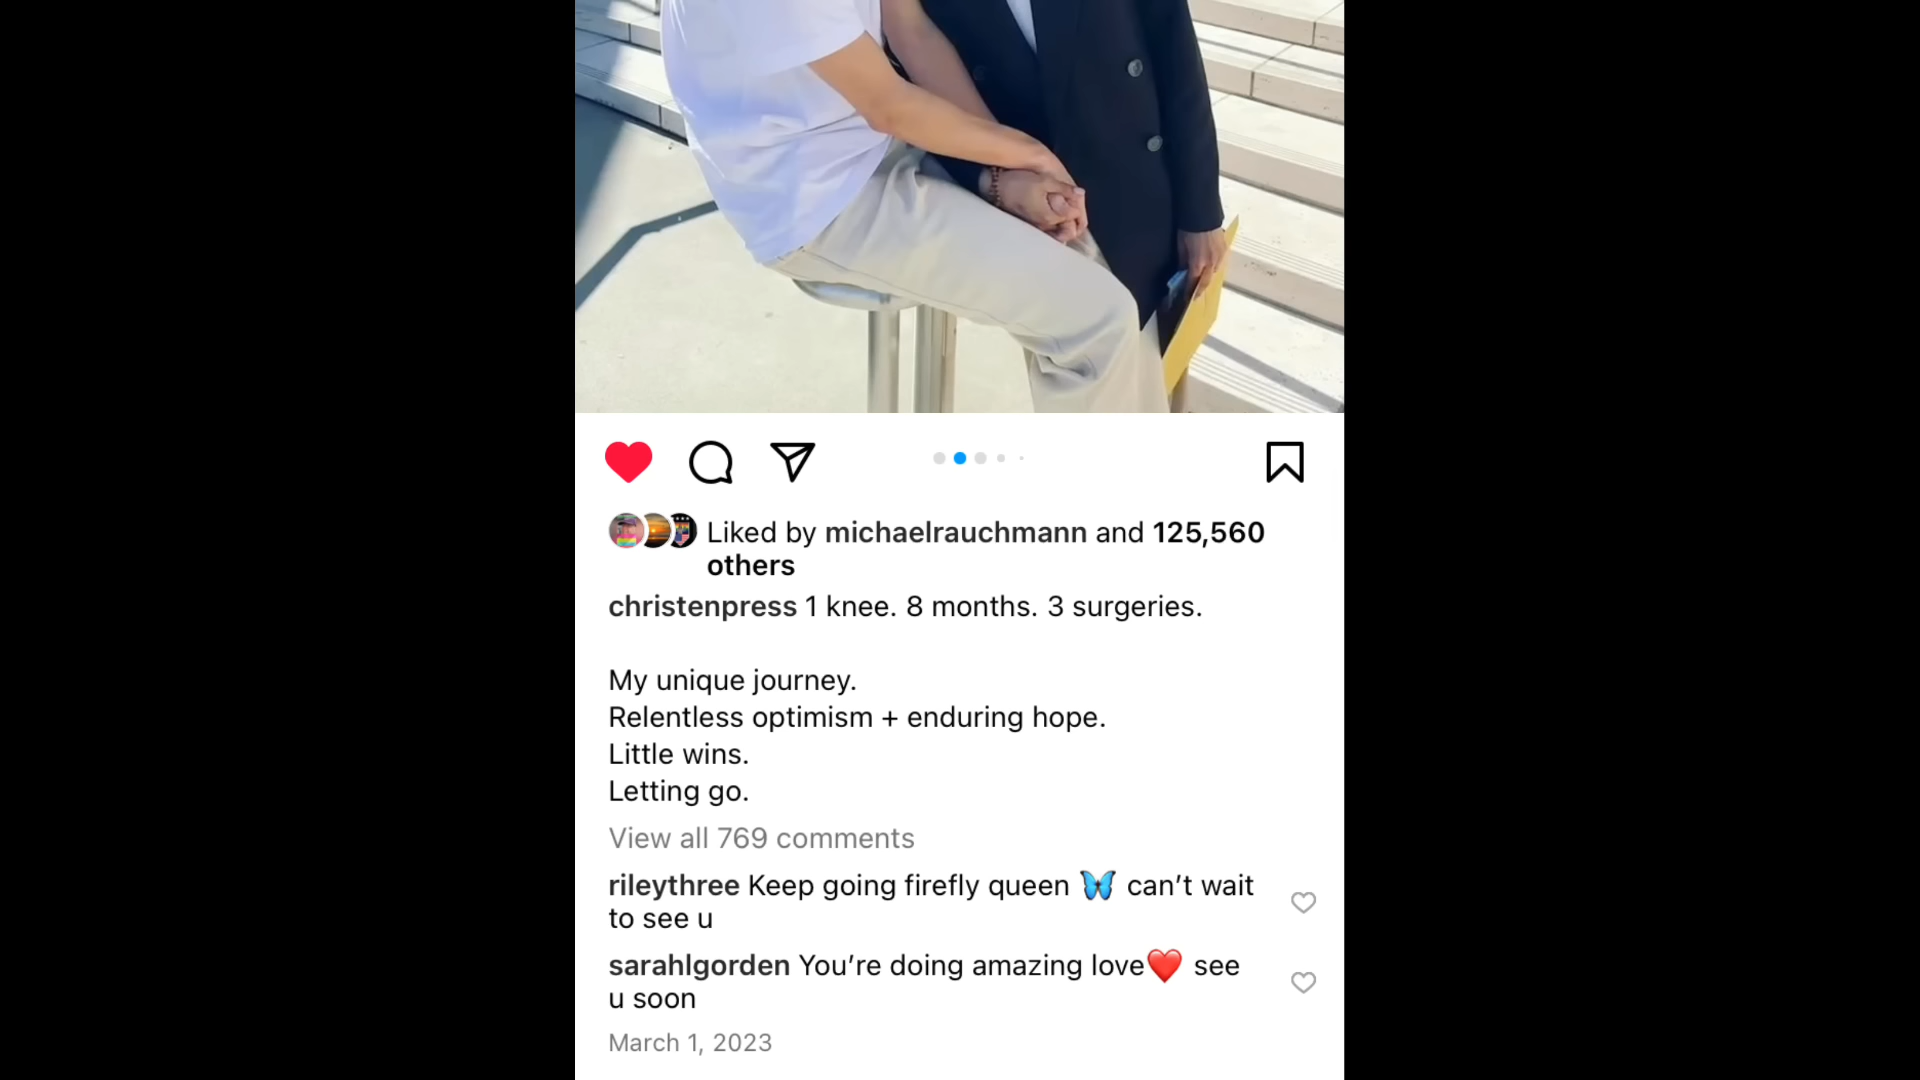 Liked by michaelrauchmann and 125,560
others
christenpress 1 knee. 8 months. 3 surgeries.
My unique journey.
Relentless optimism + enduring hope.
Little wins.
Letting go.
View all 769 comments
rileythree Keep going firefly queen 🦋 can’t wait
to see u
sarahlgorden You’re doing amazing love❤️ see
u soon
March 1, 2023